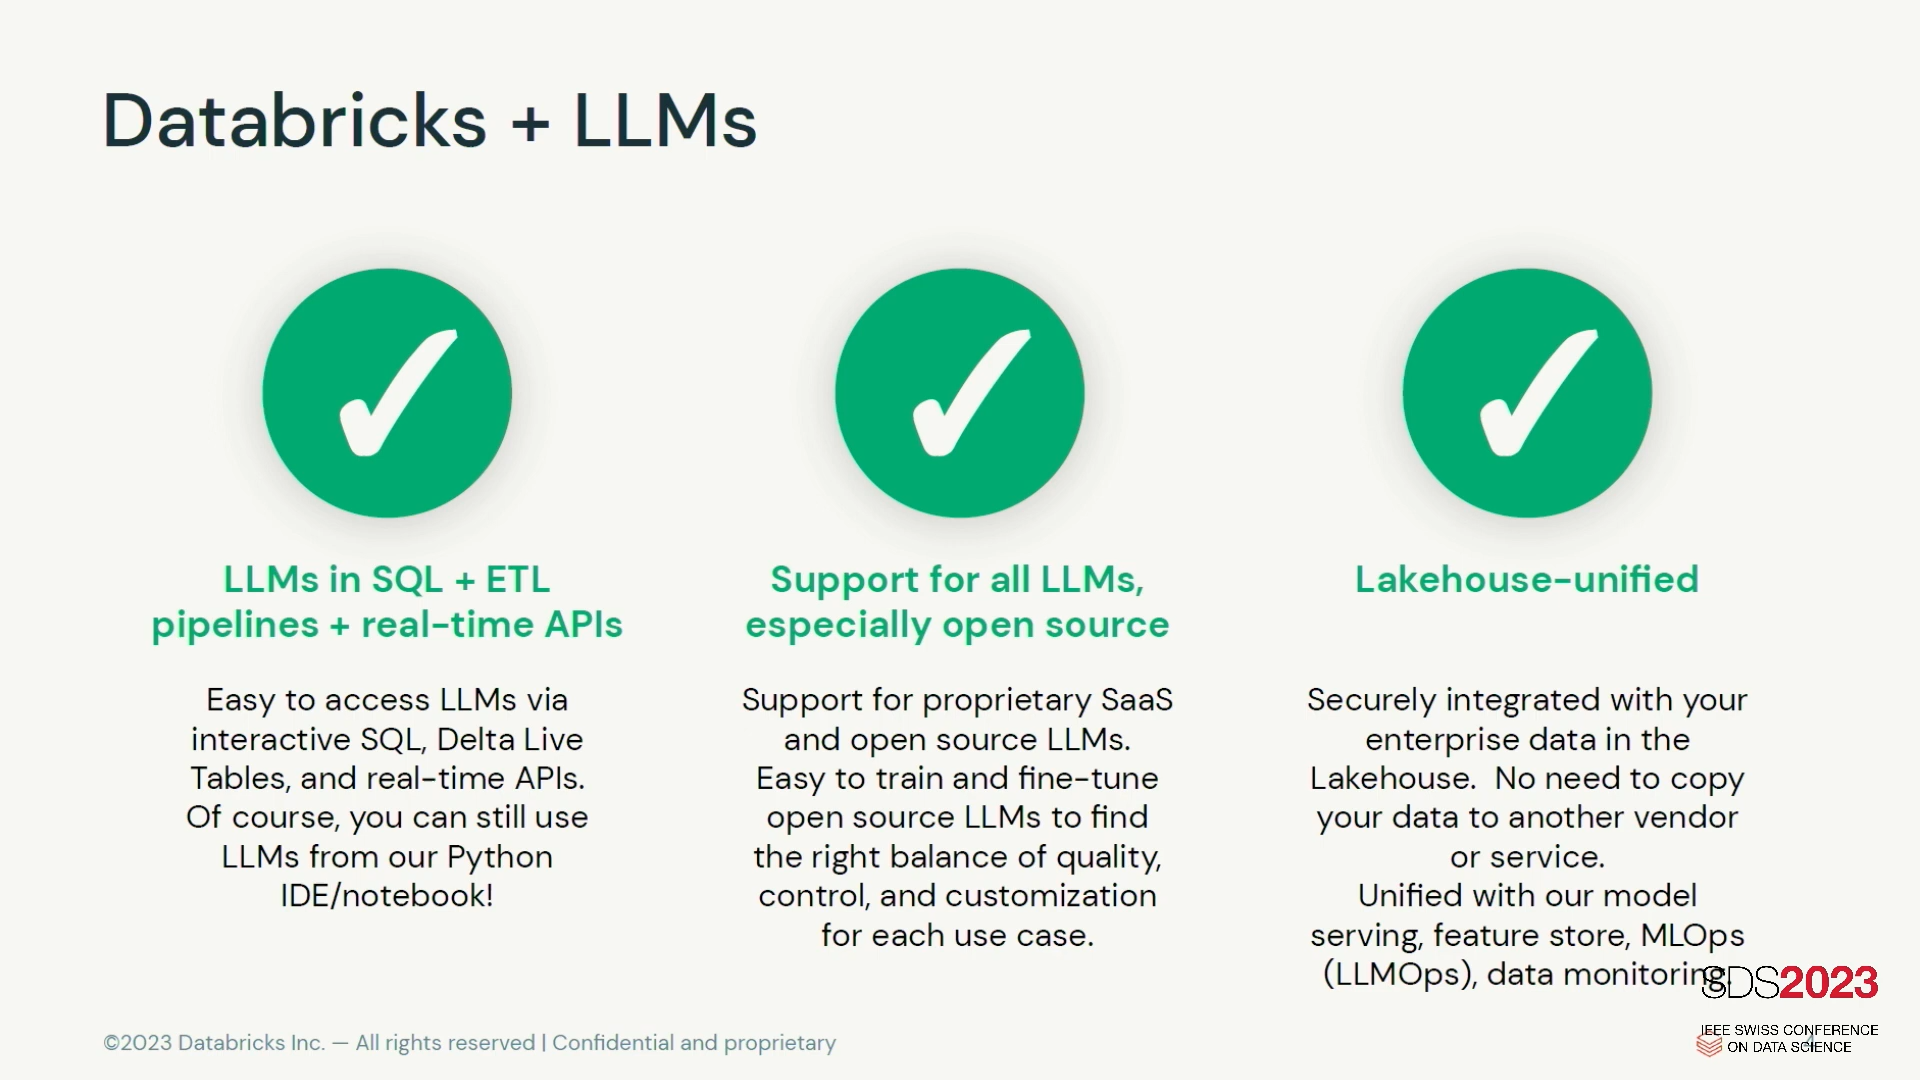 Databricks + LLMs
LLMs in SQL + ETL
pipelines + real-time APIs
Easy to access LLMs via
interactive SQL, Delta Live
Tables, and real-time APIs.
Of course, you can still use
LLMs from our Python
IDE/notebook!
Support for all LLMs,
especially open source
Support for proprietary SaaS
and open source LLMs.
Easy to train and fine-tune
open source LLMs to find
the right balance of quality,
control, and customization
for each use case.
Lakehouse-unified
Securely integrated with your
enterprise data in the
Lakehouse.  No need to copy
your data to another vendor
or service.
Unified with our model
serving, feature store, MLOps
(LLMOps), data monitoring.
©2023 Databricks Inc. — All rights reserved | Confidential and proprietary
SDS2023
IEEE SWISS CONFERENCE
ON DATA SCIENCE